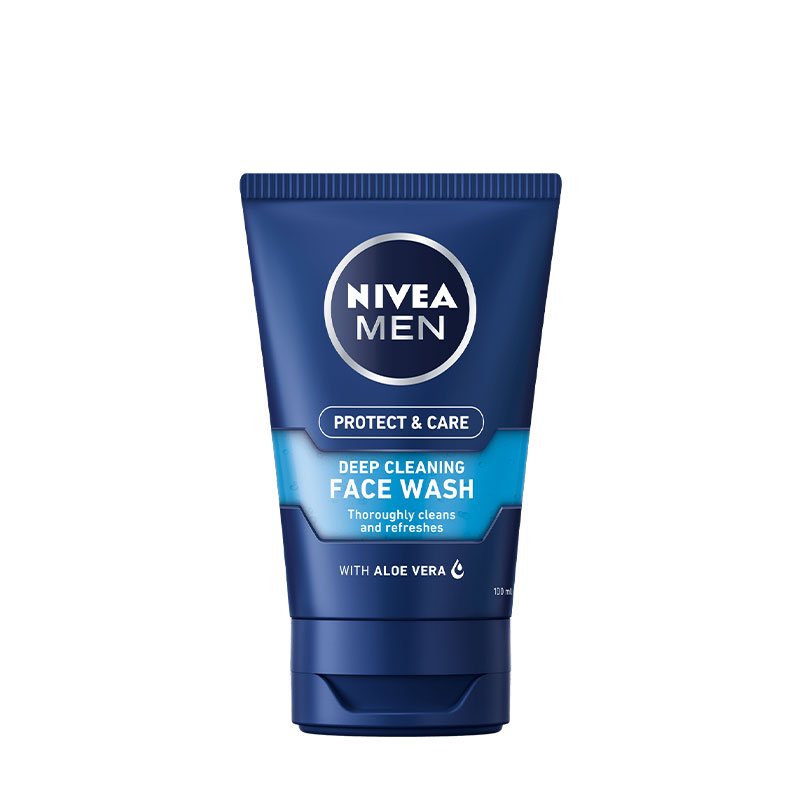 NIVEA
MEN
PROTECT & CARE
DEEP CLEANING
FACE WASH
Thoroughly cleans
and refreshes
WITH ALOE VERA
100 ml